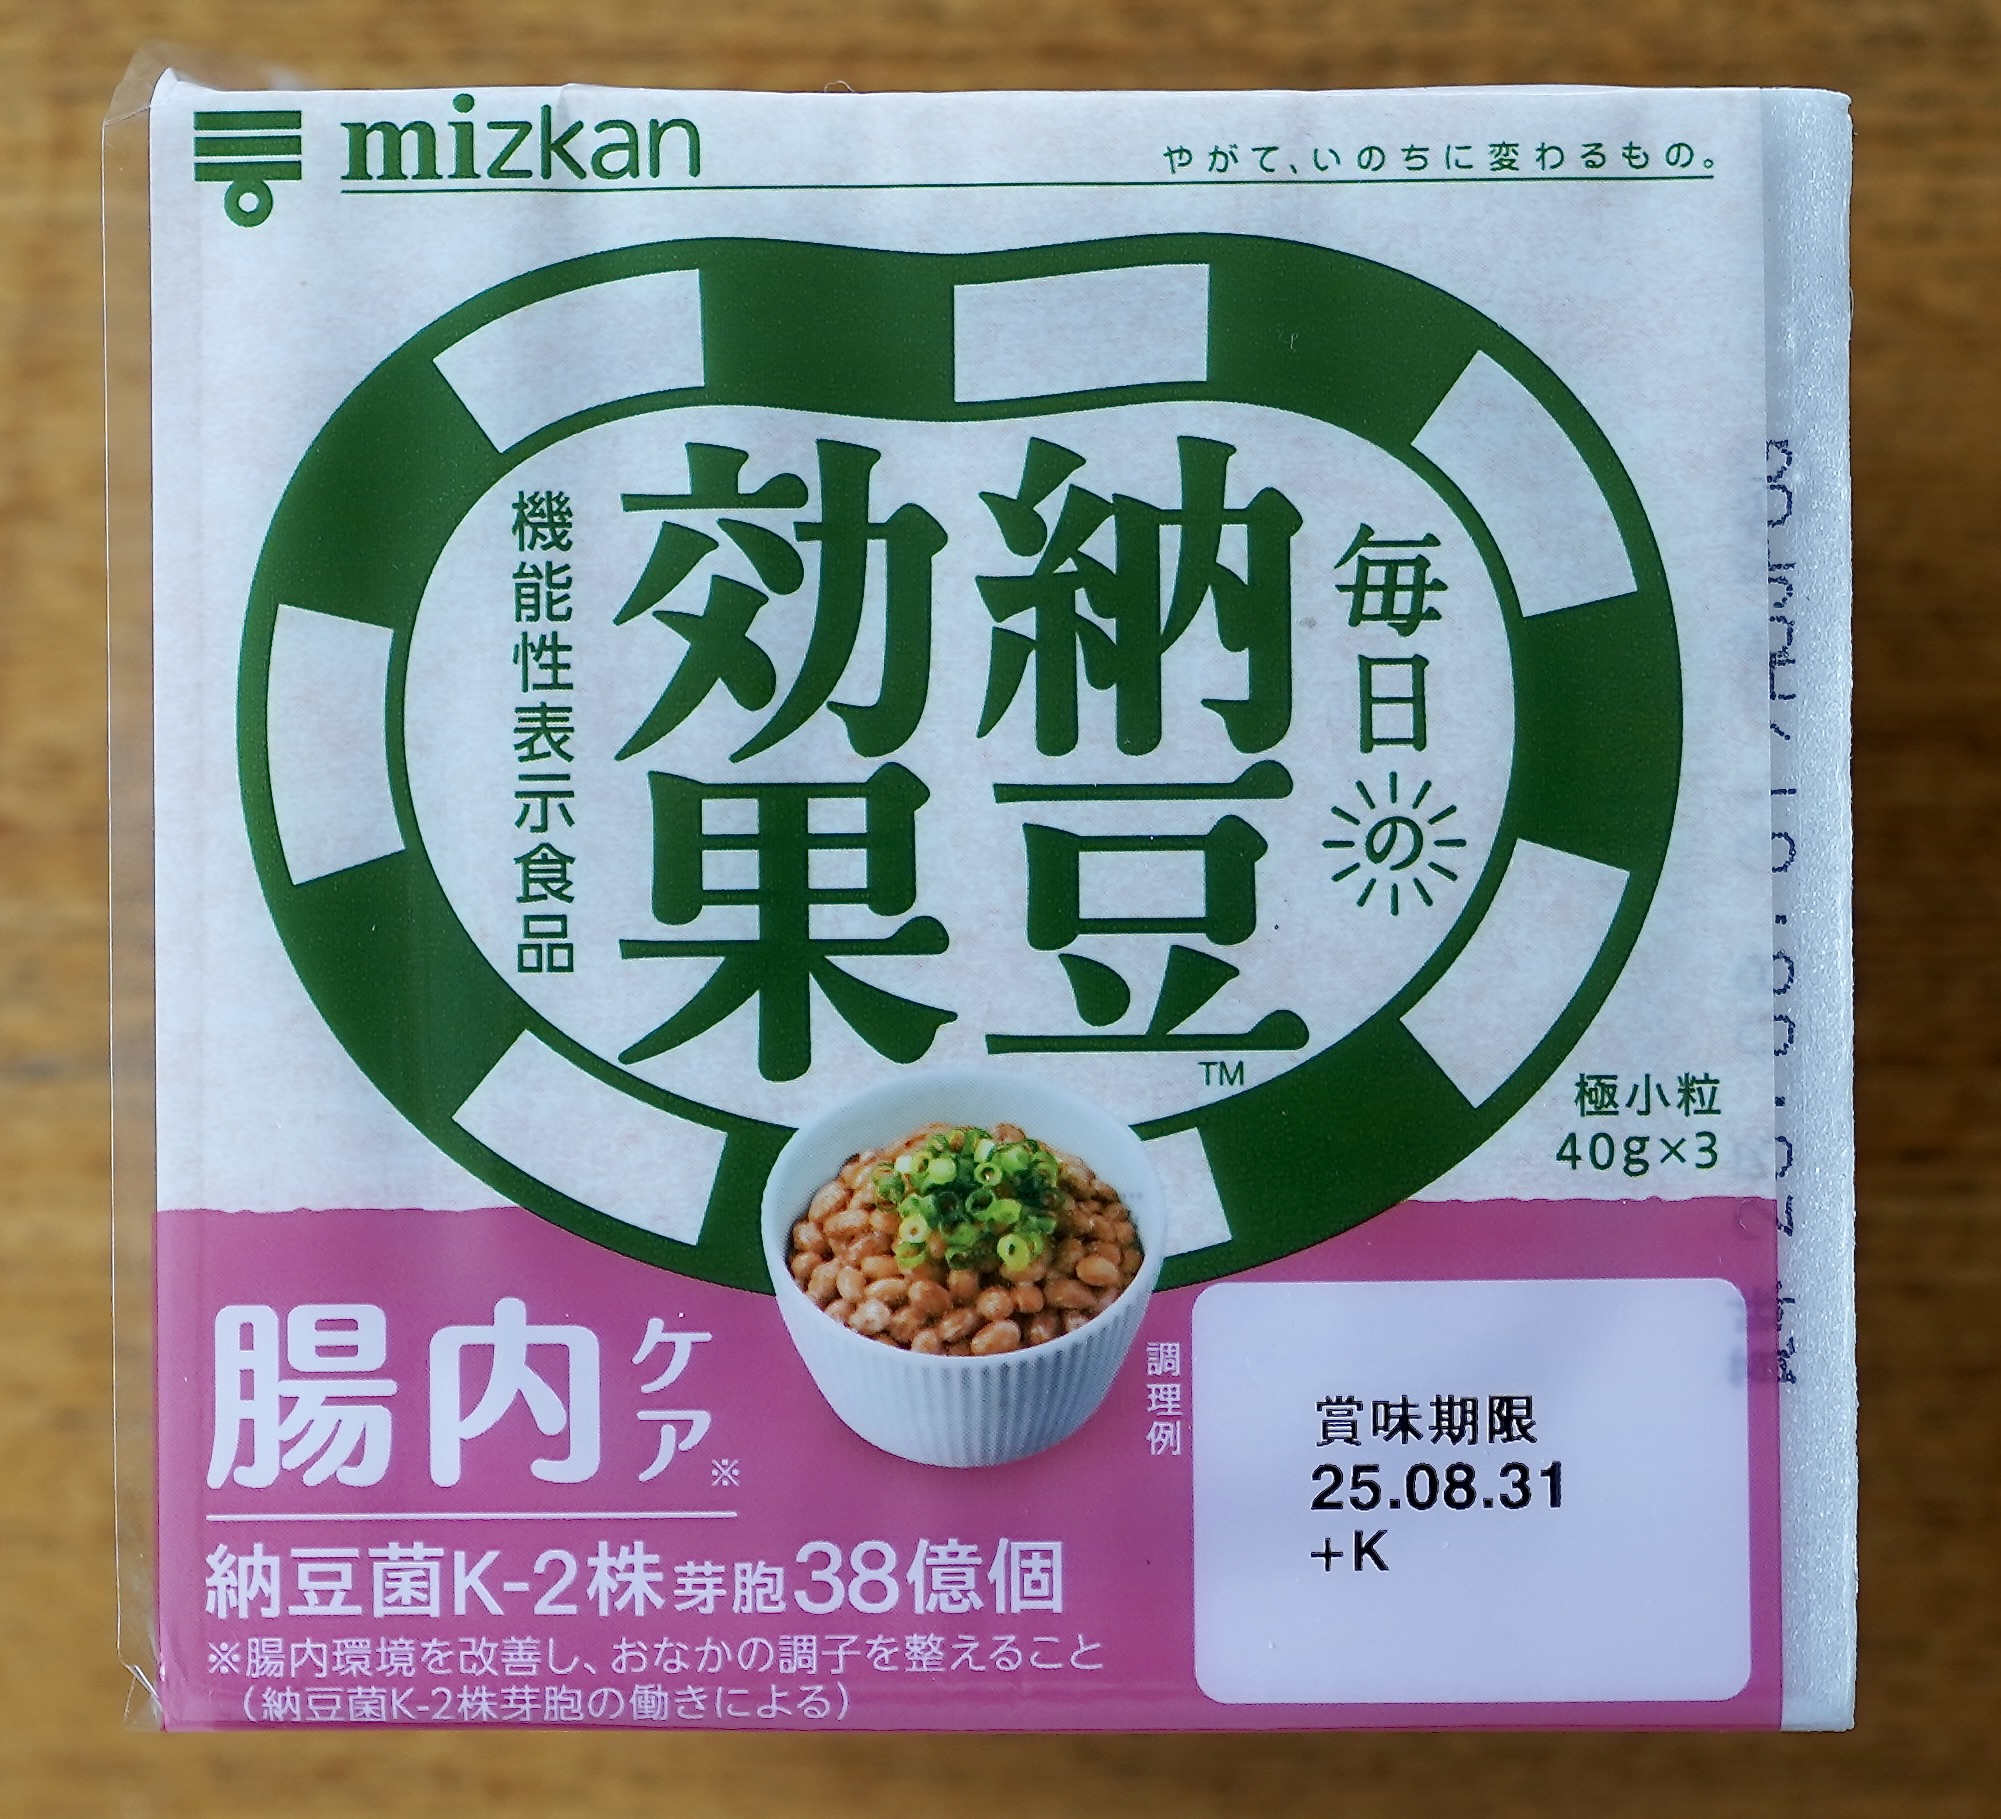 mizkan
やがて、いのちに変わるもの。
毎日の
納豆
効果
TM
機能性表示食品
極小粒
40g×3
腸内ケア※
調理例
納豆菌K-2株芽胞38億個
※腸内環境を改善し、おなかの調子を整えること
(納豆菌K-2株芽胞の働きによる)
賞味期限
25.08.31
+K